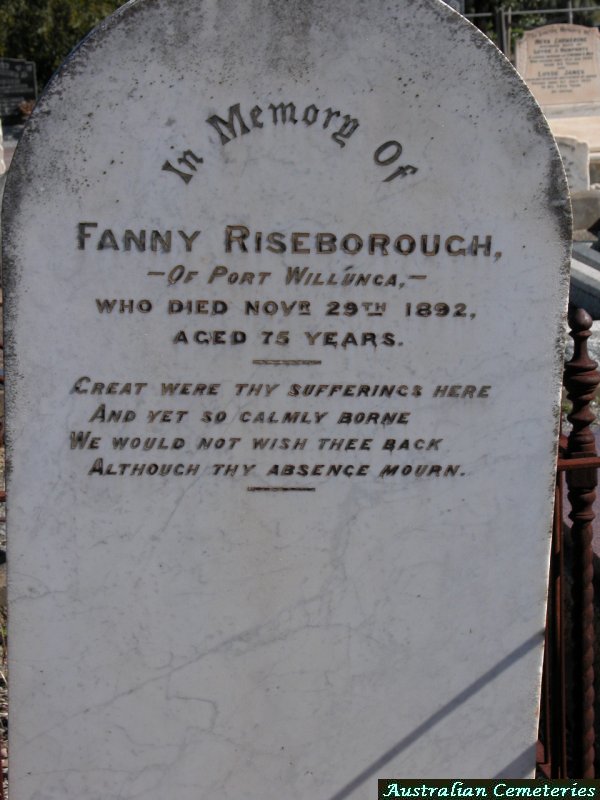 In Memory Of
FANNY RISEBOROUGH,
— OF PORT WILLUNGA, —
WHO DIED NOVR 29TH 1892,
AGED 75 YEARS.
GREAT WERE THY SUFFERINGS HERE
AND YET SO CALMLY BORNE
WE WOULD NOT WISH THEE BACK
ALTHOUGH THY ABSENCE MOURN.
Australian Cemeteries